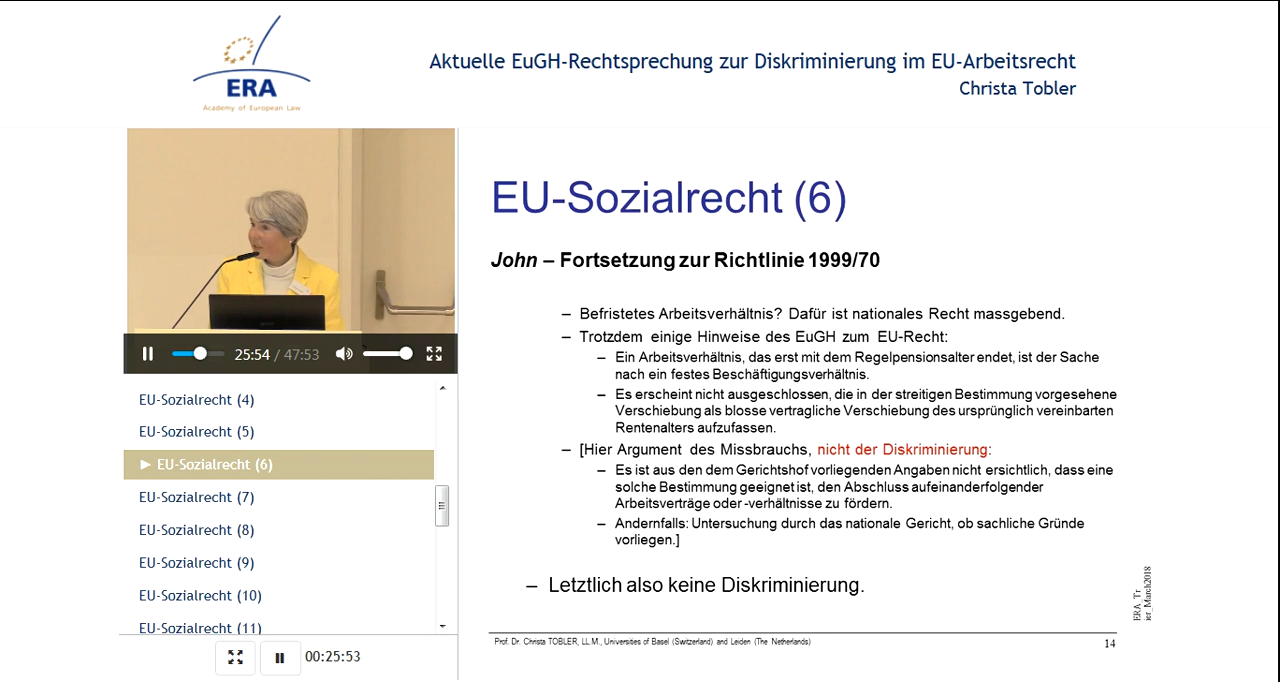 ERA
Academy of European Law
Aktuelle EuGH-Rechtsprechung zur Diskriminierung im EU-Arbeitsrecht
Christa Tobler
25:54 / 47:53
EU-Sozialrecht (4)
EU-Sozialrecht (5)
► EU-Sozialrecht (6)
EU-Sozialrecht (7)
EU-Sozialrecht (8)
EU-Sozialrecht (9)
EU-Sozialrecht (10)
EU-Sozialrecht (11)
00:25:53
EU-Sozialrecht (6)
John – Fortsetzung zur Richtlinie 1999/70
– Befristetes Arbeitsverhältnis? Dafür ist nationales Recht massgebend.
– Trotzdem einige Hinweise des EuGH zum EU-Recht:
– Ein Arbeitsverhältnis, das erst mit dem Regelpensionsalter endet, ist der Sache
nach ein festes Beschäftigungsverhältnis.
– Es erscheint nicht ausgeschlossen, die in der streitigen Bestimmung vorgesehene
Verschiebung als blosse vertragliche Verschiebung des ursprünglich vereinbarten
Rentenalters aufzufassen.
– [Hier Argument des Missbrauchs, nicht der Diskriminierung:
– Es ist aus den dem Gerichtshof vorliegenden Angaben nicht ersichtlich, dass eine
solche Bestimmung geeignet ist, den Abschluss aufeinanderfolgender
Arbeitsverträge oder -verhältnisse zu fördern.
– Andernfalls: Untersuchung durch das nationale Gericht, ob sachliche Gründe
vorliegen.]
– Letztlich also keine Diskriminierung.
ERA_Tr
ier_March2018
Prof. Dr. Christa TOBLER, LL.M., Universities of Basel (Switzerland) and Leiden (The Netherlands)
14